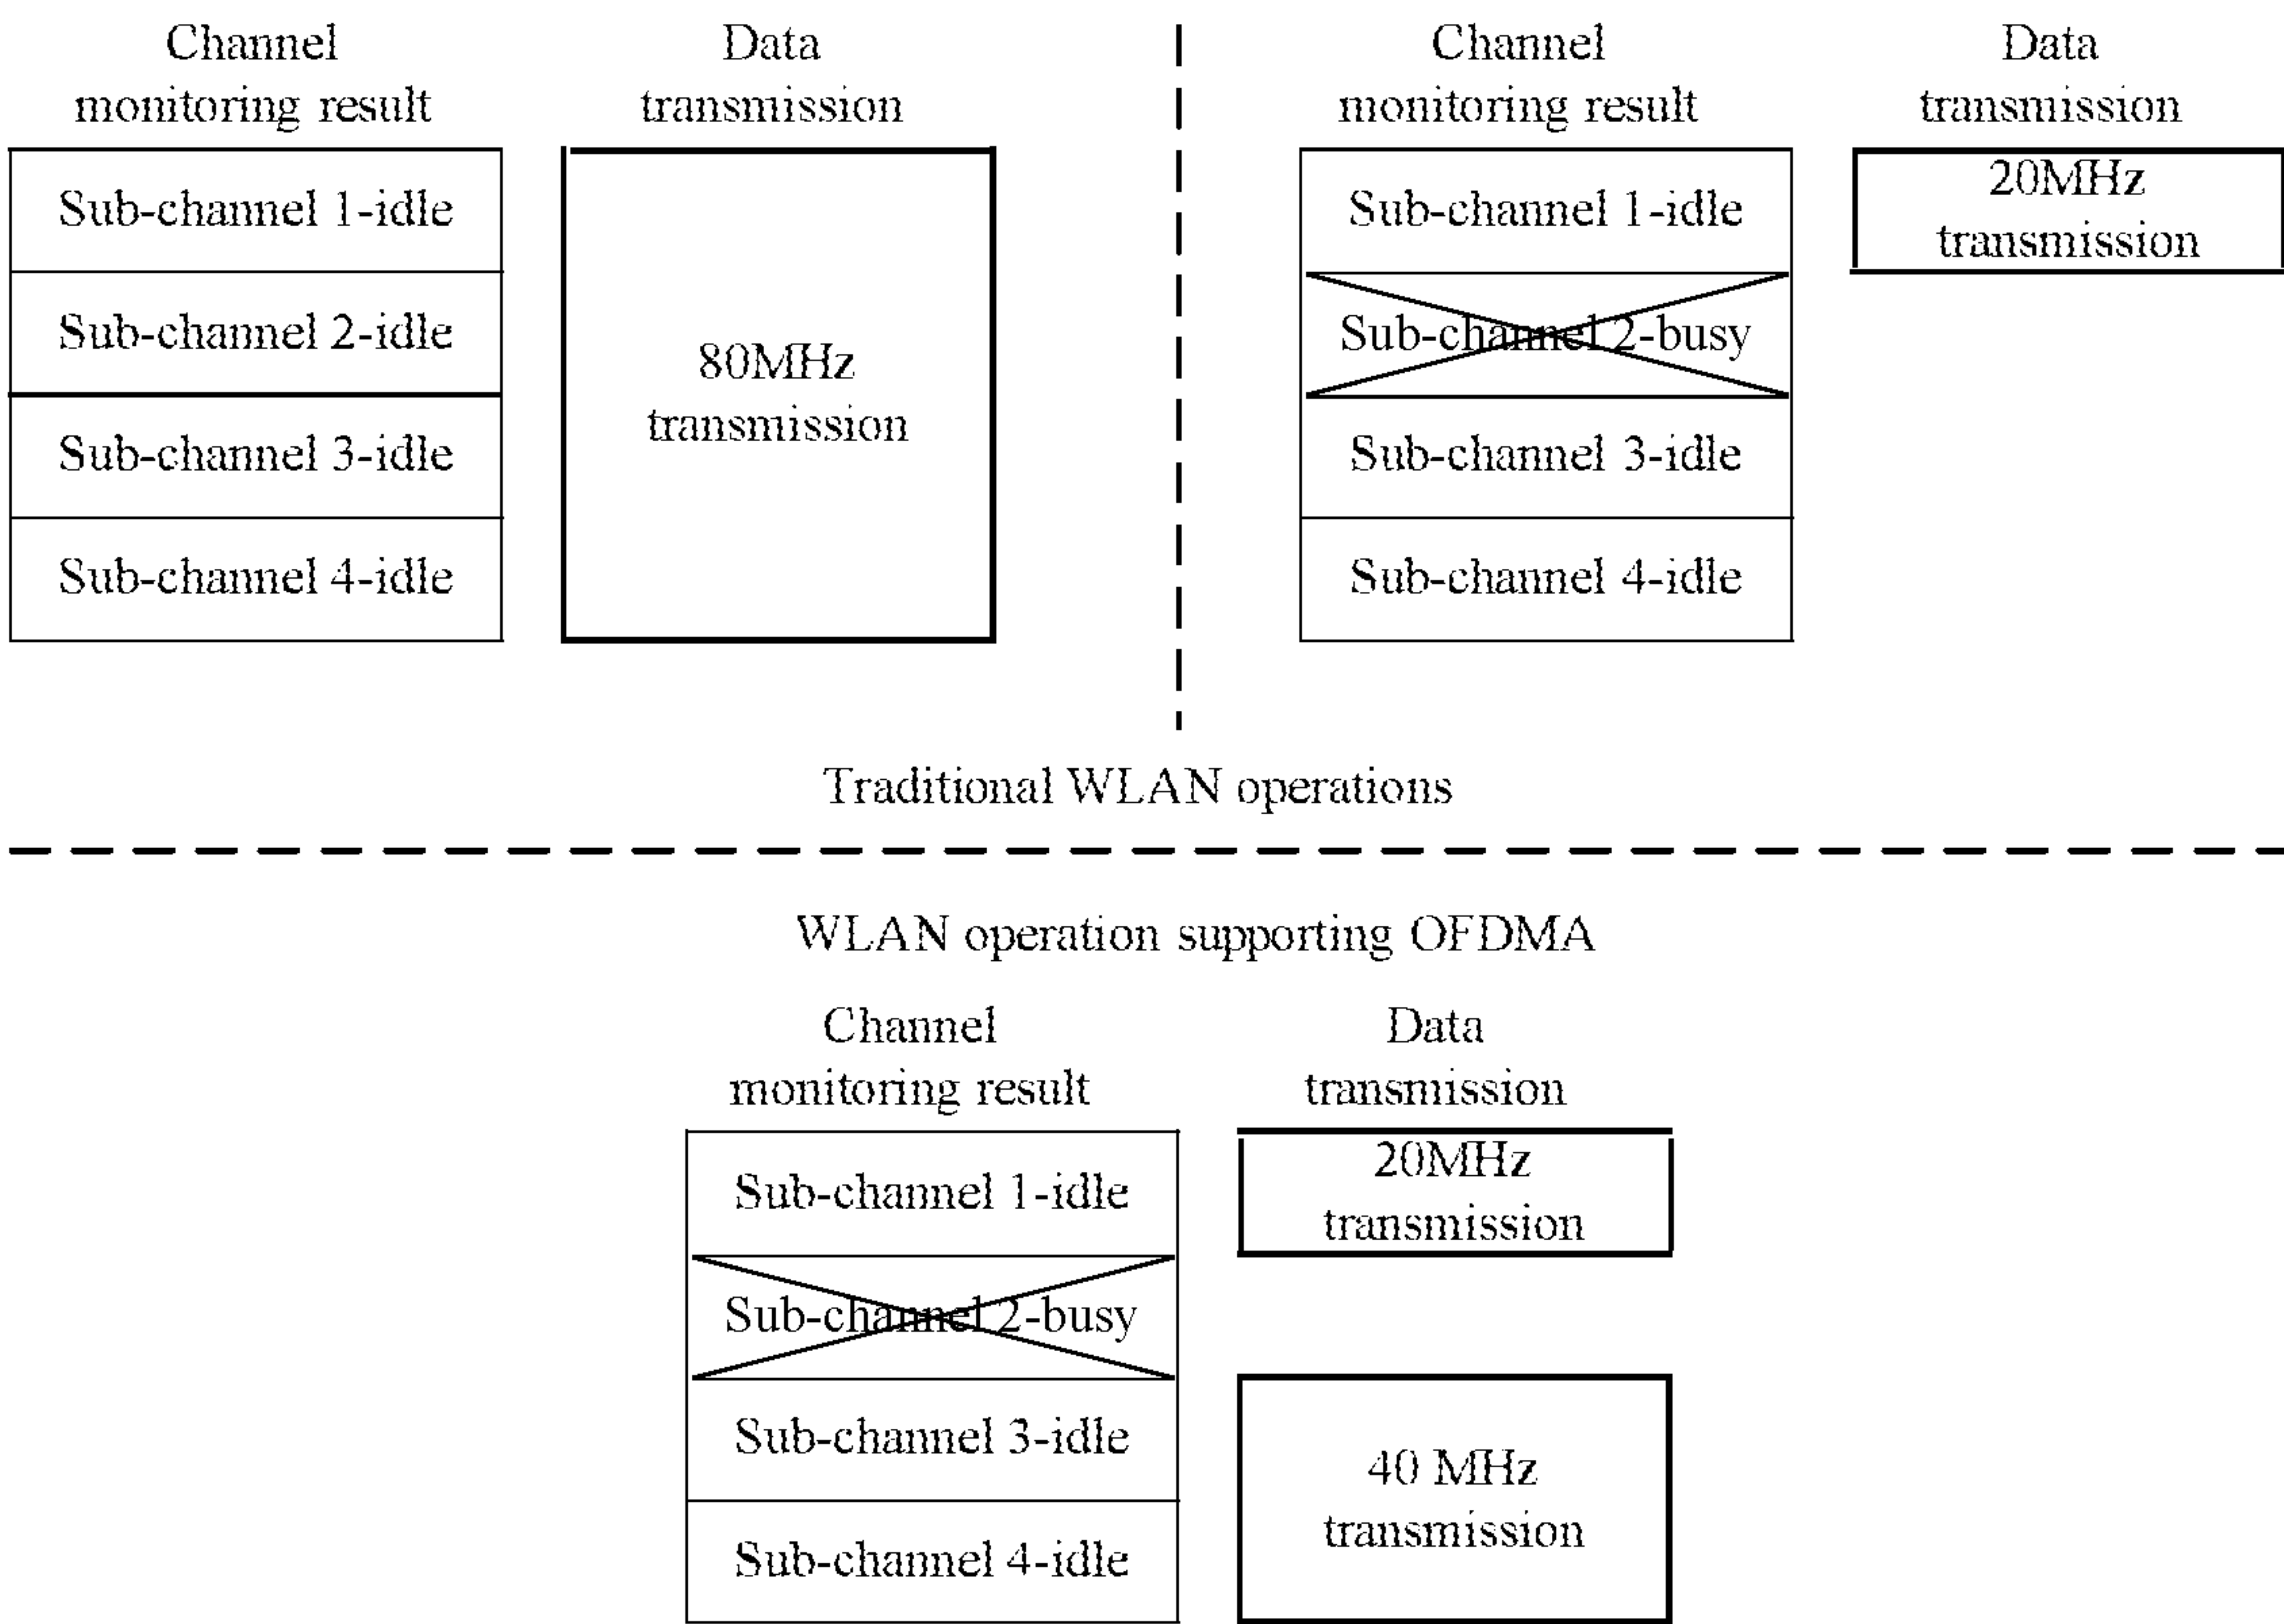 Channel
monitoring result
Data
transmission
Sub-channel 1-idle
Sub-channel 2-idle
Sub-channel 3-idle
Sub-channel 4-idle
80MHz
transmission
Channel
monitoring result
Data
transmission
Sub-channel 1-idle
Sub-channel 2-busy
Sub-channel 3-idle
Sub-channel 4-idle
20MHz
transmission
Traditional WLAN operations
WLAN operation supporting OFDMA
Channel
monitoring result
Data
transmission
Sub-channel 1-idle
Sub-channel 2-busy
Sub-channel 3-idle
Sub-channel 4-idle
20MHz
transmission
40 MHz
transmission